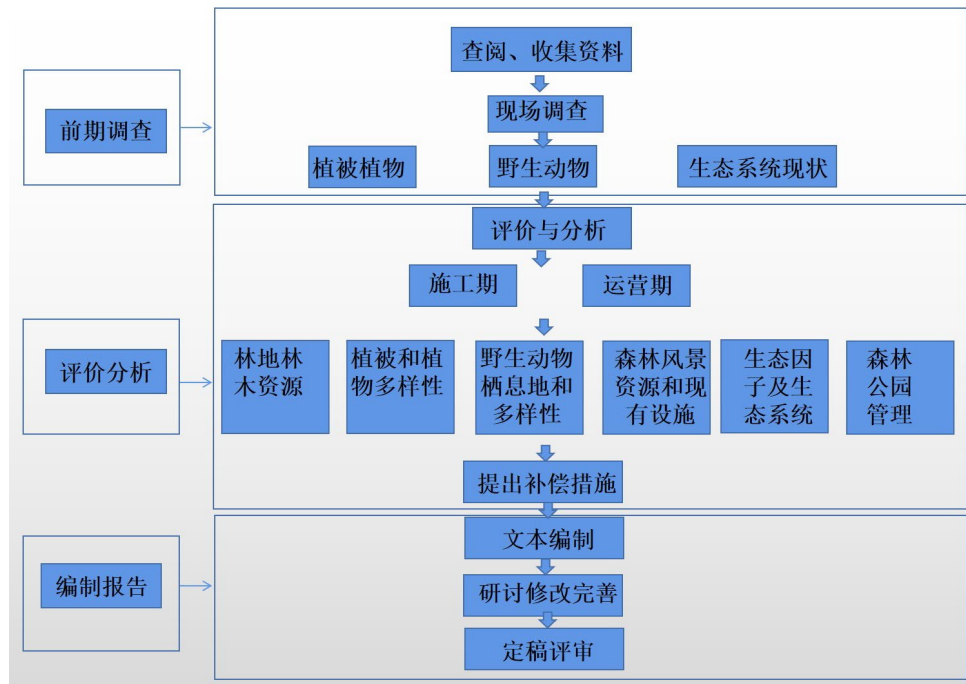 查阅、收集资料
现场调查
前期调查
植被植物
野生动物
生态系统现状
评价与分析
施工期
运营期
评价分析
林地林
木资源
植被和植
物多样性
野生动物
栖息地和
多样性
森林风景
资源和现
有设施
生态因
子及生
态系统
森林
公园
管理
提出补偿措施
文本编制
编制报告
研讨修改完善
定稿评审